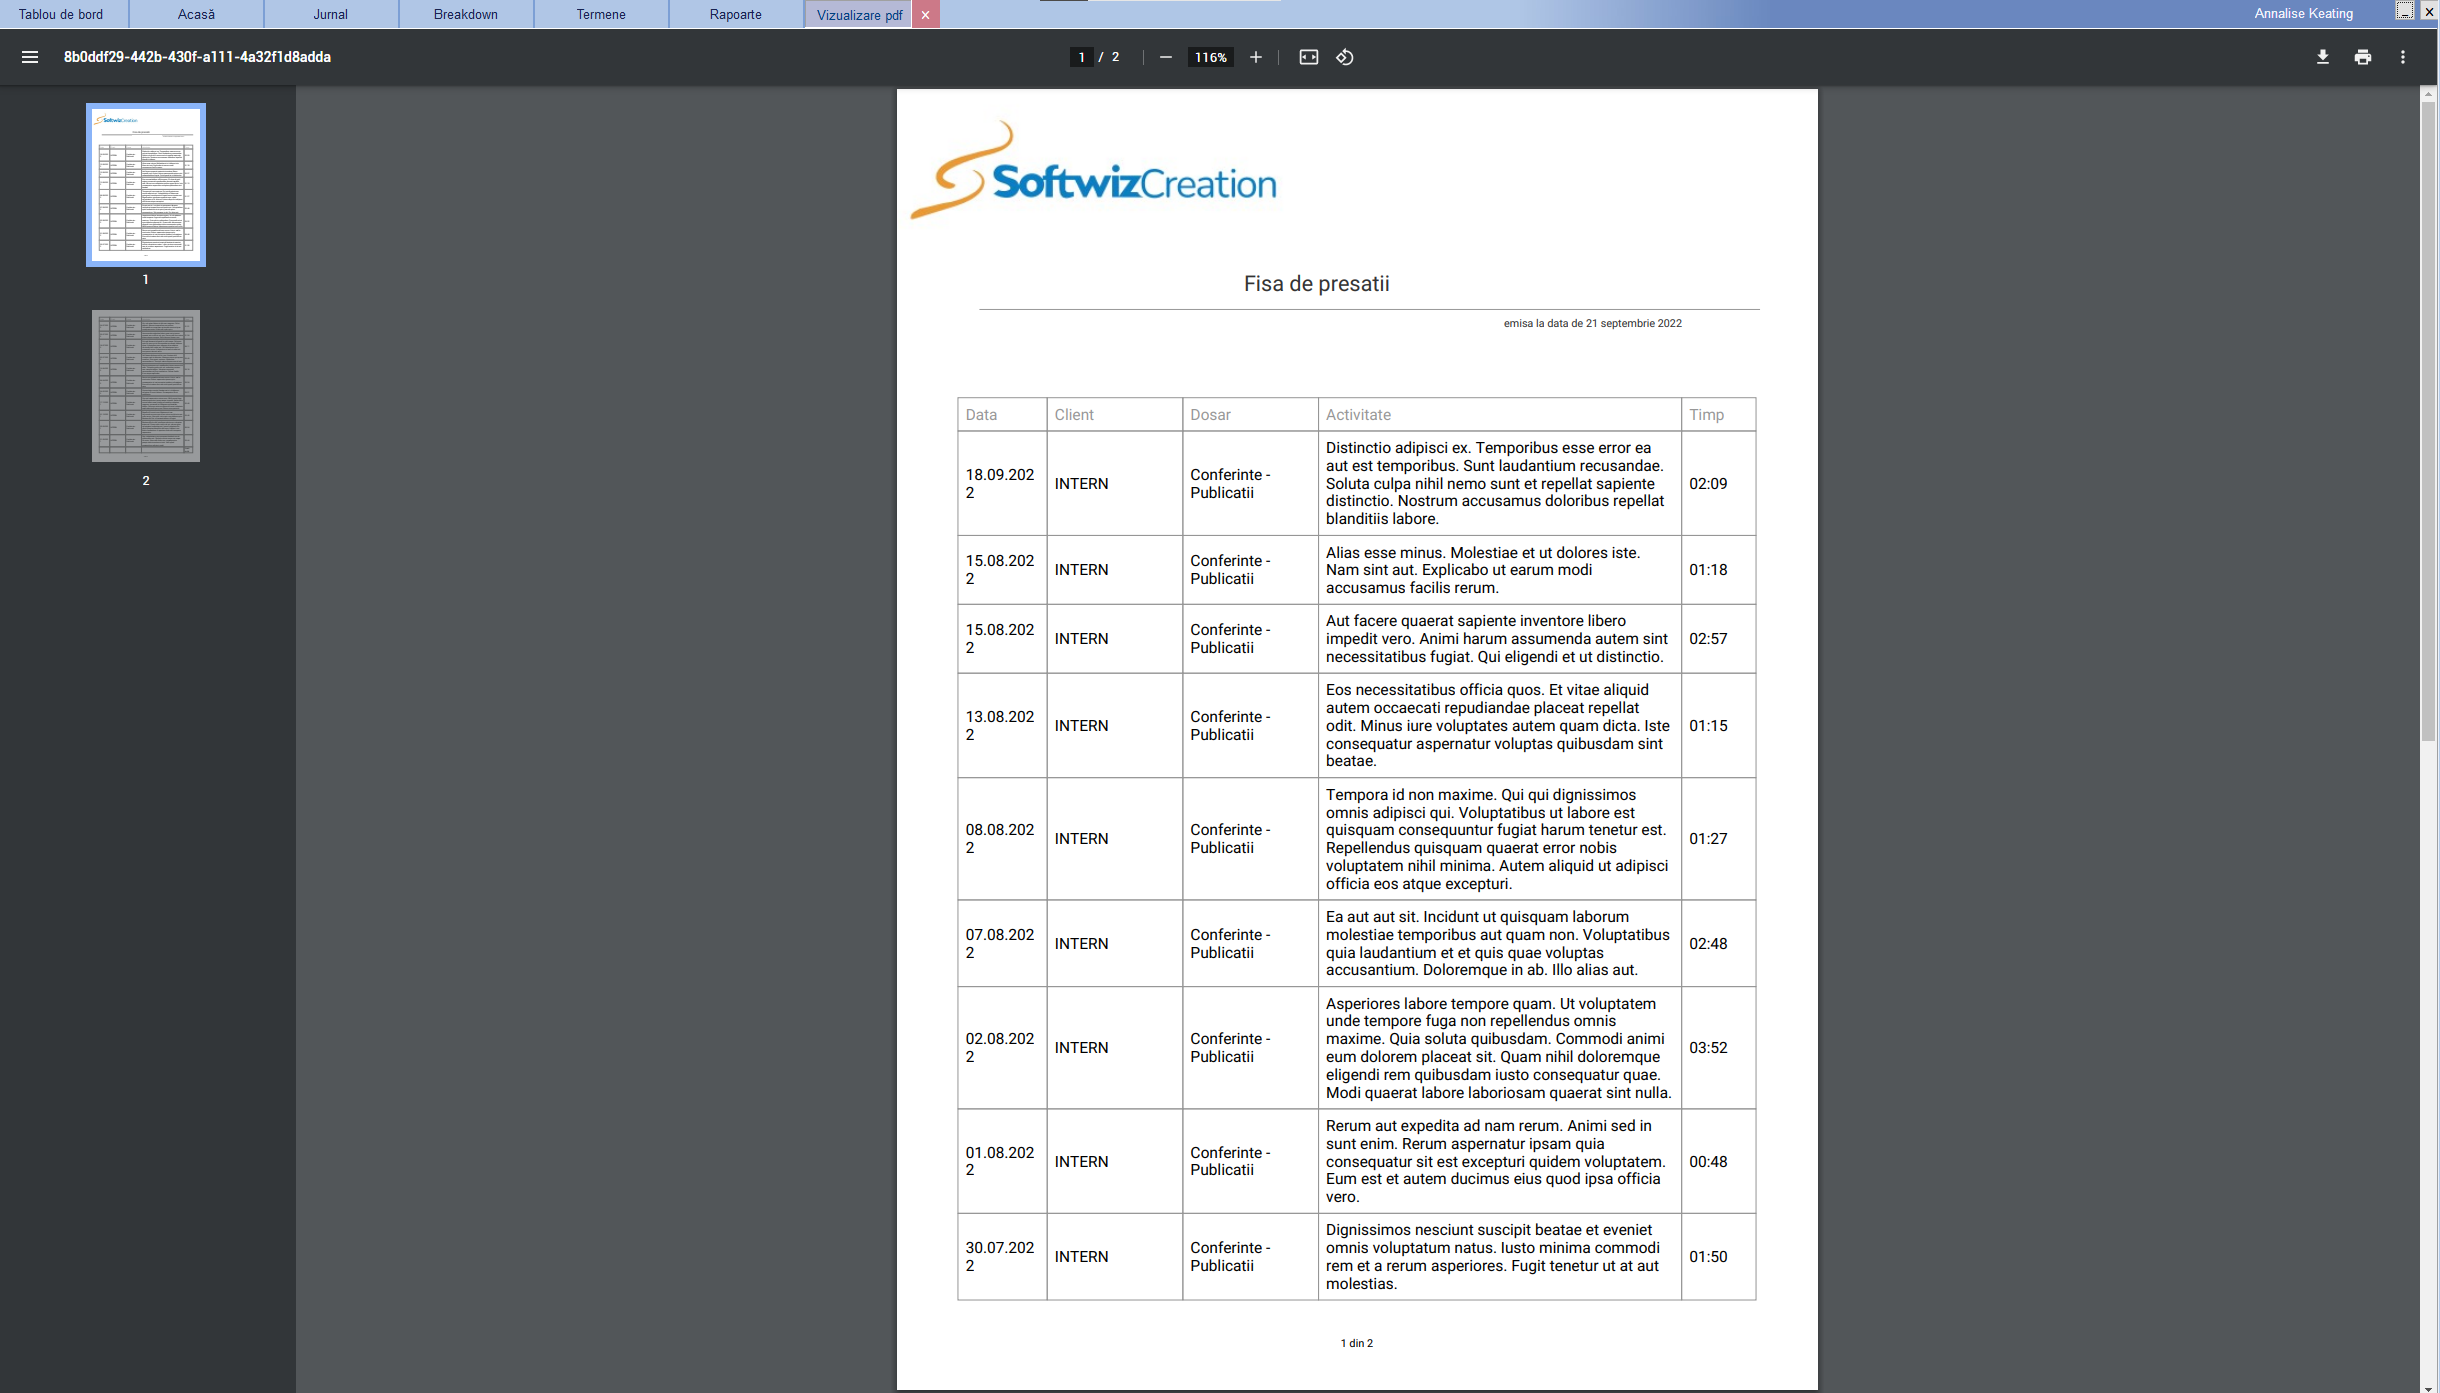 Tablou de bord Acasă Jurnal Breakdown Termene Rapoarte Vizualizare pdf x Annalise Keating
8b0ddf29-442b-430f-a111-4a32f1d8adda 1 / 2 116%
1
2
SoftwizCreation
Fisa de presatii
emisa la data de 21 septembrie 2022
Data Client Dosar Activitate Timp
18.09.202
2
INTERN
Conferinte -
Publicatii
Distinctio adipisci ex. Temporibus esse error ea
aut est temporibus. Sunt laudantium recusandae.
Soluta culpa nihil nemo sunt et repellat sapiente
distinctio. Nostrum accusamus doloribus repellat
blanditiis labore.
02:09
15.08.202
2
INTERN
Conferinte -
Publicatii
Alias esse minus. Molestiae et ut dolores iste.
Nam sint aut. Explicabo ut earum modi
accusamus facilis rerum.
01:18
15.08.202
2
INTERN
Conferinte -
Publicatii
Aut facere quaerat sapiente inventore libero
impedit vero. Animi harum assumenda autem sint
necessitatibus fugiat. Qui eligendi et ut distinctio.
02:57
13.08.202
2
INTERN
Conferinte -
Publicatii
Eos necessitatibus officia quos. Et vitae aliquid
autem occaecati repudiandae placeat repellat
odit. Minus iure voluptates autem quam dicta. Iste
consequatur aspernatur voluptas quibusdam sint
beatae.
01:15
08.08.202
2
INTERN
Conferinte -
Publicatii
Tempora id non maxime. Qui qui dignissimos
omnis adipisci qui. Voluptatibus ut labore est
quisquam consequuntur fugiat harum tenetur est.
Repellendus quisquam quaerat error nobis
voluptatem nihil minima. Autem aliquid ut adipisci
officia eos atque excepturi.
01:27
07.08.202
2
INTERN
Conferinte -
Publicatii
Ea aut aut sit. Incidunt ut quisquam laborum
molestiae temporibus aut quam non. Voluptatibus
quia laudantium et et quis quae voluptas
accusantium. Doloremque in ab. Illo alias aut.
02:48
02.08.202
2
INTERN
Conferinte -
Publicatii
Asperiores labore tempore quam. Ut voluptatem
unde tempore fuga non repellendus omnis
maxime. Quia soluta quibusdam. Commodi animi
eum dolorem placeat sit. Quam nihil doloremque
eligendi rem quibusdam iusto consequatur quae.
Modi quaerat labore laboriosam quaerat sint nulla.
03:52
01.08.202
2
INTERN
Conferinte -
Publicatii
Rerum aut expedita ad nam rerum. Animi sed in
sunt enim. Rerum aspernatur ipsam quia
consequatur sit est excepturi quidem voluptatem.
Eum est et autem ducimus eius quod ipsa officia
vero.
00:48
30.07.202
2
INTERN
Conferinte -
Publicatii
Dignissimos nesciunt suscipit beatae et eveniet
omnis voluptatum natus. Iusto minima commodi
rem et a rerum asperiores. Fugit tenetur ut at aut
molestias.
01:50
1 din 2